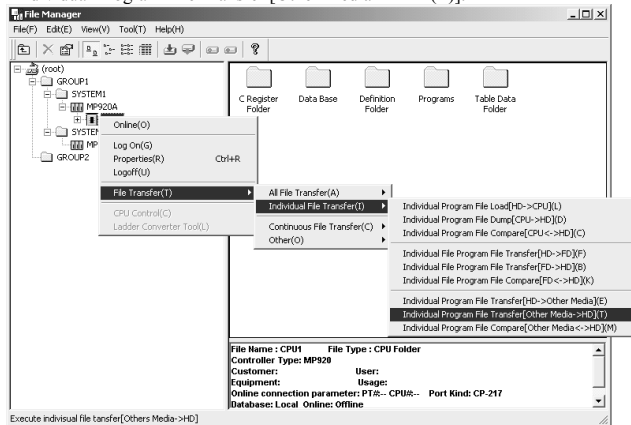 File Manager
File(F) Edit(E) View(V) Tool(T) Help(H)
(root)
GROUP1
SYSTEM1
MP920A
SYSTEM
MP
GROUP2
C Register Folder
Data Base
Definition Folder
Programs
Table Data Folder
Online(O)
Log On(G)
Properties(R) Ctrl+R
Logoff(U)
File Transfer(T)
CPU Control(C)
Ladder Converter Tool(L)
All File Transfer(A)
Individual File Transfer(I)
Continuous File Transfer(C)
Other(O)
Individual Program File Load[HD->CPU](L)
Individual Program File Dump[CPU->HD](D)
Individual Program File Compare[CPU<->HD](C)
Individual File Program File Transfer[HD->FD](F)
Individual File Program File Transfer[FD->HD](B)
Individual File Program File Compare[FD<->HD](K)
Individual Program File Transfer[HD->Other Media](E)
Individual Program File Transfer[Other Media->HD](T)
Individual Program File Compare[Other Media<->HD](M)
File Name : CPU1 File Type : CPU Folder
Controller Type: MP920
Customer: User:
Equipment: Usage:
Online connection parameter: PT#:-- CPU#:-- Port Kind: CP-217
Database: Local Online: Offline
Execute indivisual file tansfer[Others Media->HD]